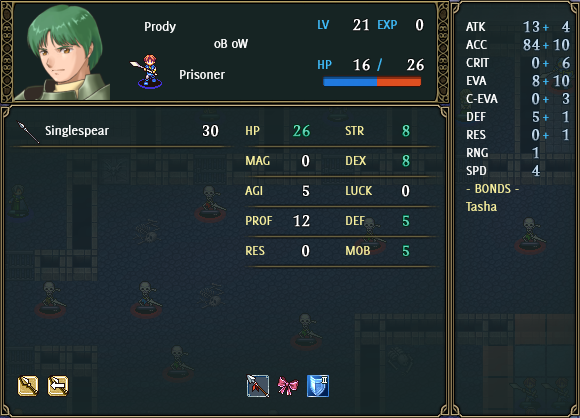 Prody
oB oW
Prisoner
LV 21 EXP 0
HP 16 / 26
Singlespear 30
HP 26 STR 8
MAG 0 DEX 8
AGI 5 LUCK 0
PROF 12 DEF 5
RES 0 MOB 5
ATK 13 + 4
ACC 84 + 10
CRIT 0 + 6
EVA 8 + 10
C-EVA 0 + 3
DEF 5 + 1
RES 0 + 1
RNG 1
SPD 4
- BONDS -
Tasha